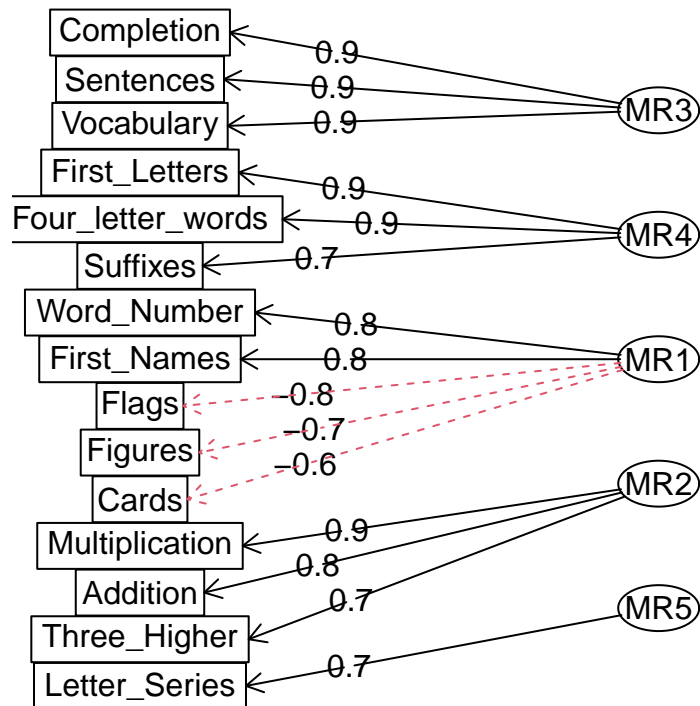 Completion
0.9
Sentences
0.9
MR3
Vocabulary
0.9
First_Letters
0.9
Four_letter_words
0.9
MR4
Suffixes
0.7
Word_Number
0.8
First_Names
0.8
MR1
Flags
−0.8
Figures
−0.7
Cards
−0.6
MR2
Multiplication
0.9
Addition
0.8
Three_Higher
0.7
MR5
Letter_Series
0.7